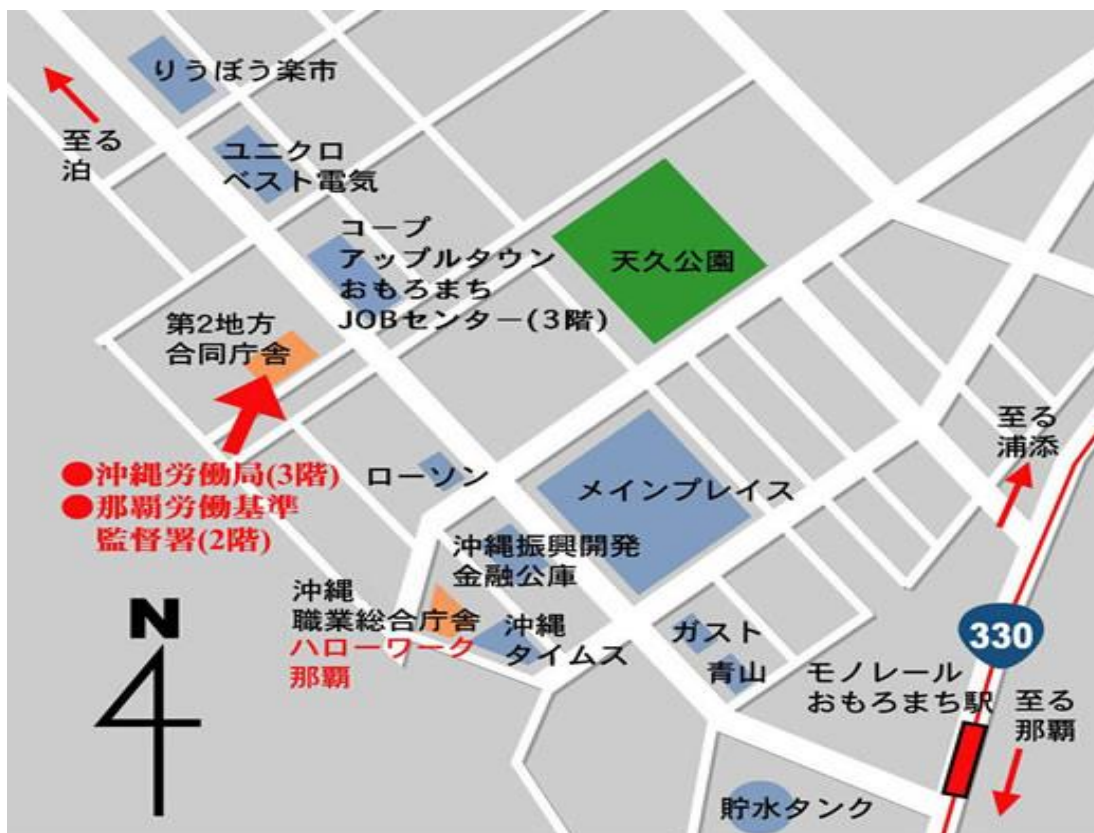 りうぼう楽市
至る
泊
ユニクロ
ベスト電気
コープ
アップルタウン
おもろまち
JOBセンター(3階)
天久公園
第2地方
合同庁舎
●沖縄労働局(3階)
●那覇労働基準
監督署(2階)
ローソン
メインプレイス
至る
浦添
沖縄振興開発
金融公庫
沖縄
職業総合庁舎
ハローワーク
那覇
沖縄
タイムス
ガスト
青山
330
モノレール
おもろまち駅
至る
那覇
貯水タンク
N